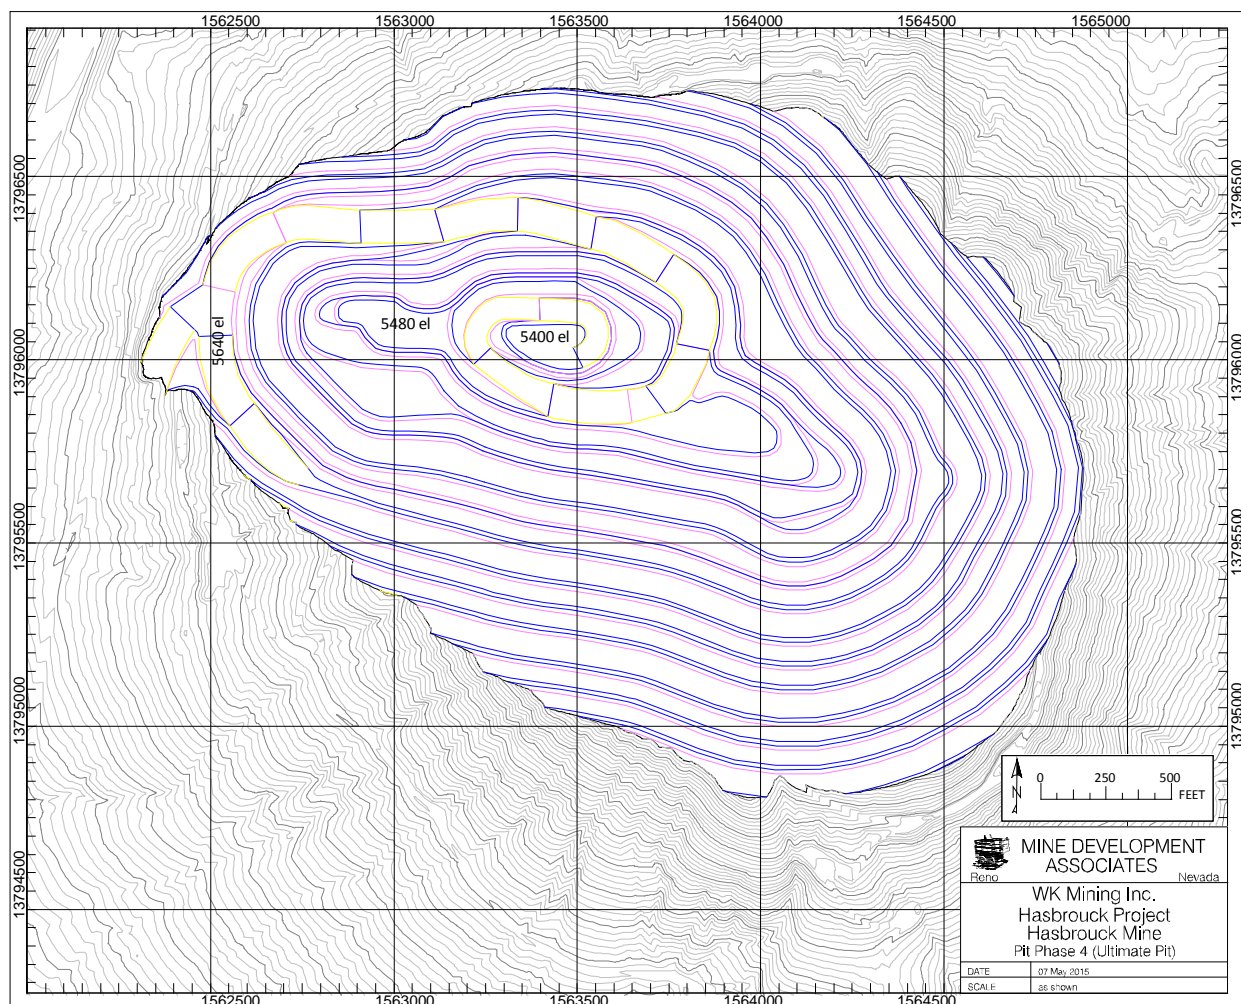 1562500 1563000 1563500 1564000 1564500 1565000
13796500 13796500
5640 el
5480 el
5400 el
13796000 13796000
13795500 13795500
13795000 13795000
N
0 250 500
FEET
13794500
MINE DEVELOPMENT
ASSOCIATES
Reno Nevada
WK Mining Inc.
Hasbrouck Project
Hasbrouck Mine
Pit Phase 4 (Ultimate Pit)
DATE 07 May 2015
SCALE as shown
1562500 1563000 1563500 1564000 1564500